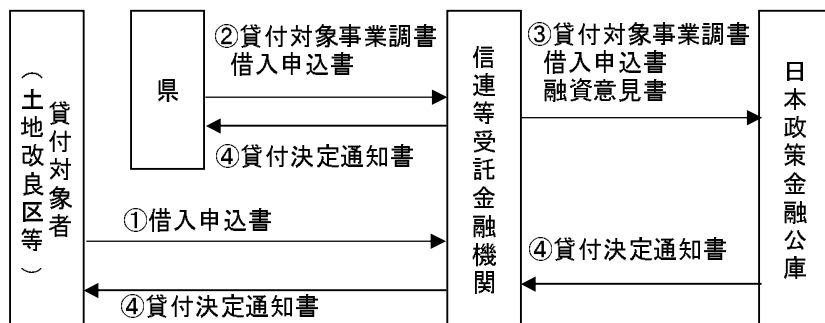 貸付対象者
（土地改良区等）
県
②貸付対象事業調書
借入申込書
④貸付決定通知書
①借入申込書
④貸付決定通知書
信連等受託金融機関
③貸付対象事業調書
借入申込書
融資意見書
④貸付決定通知書
日本政策金融公庫